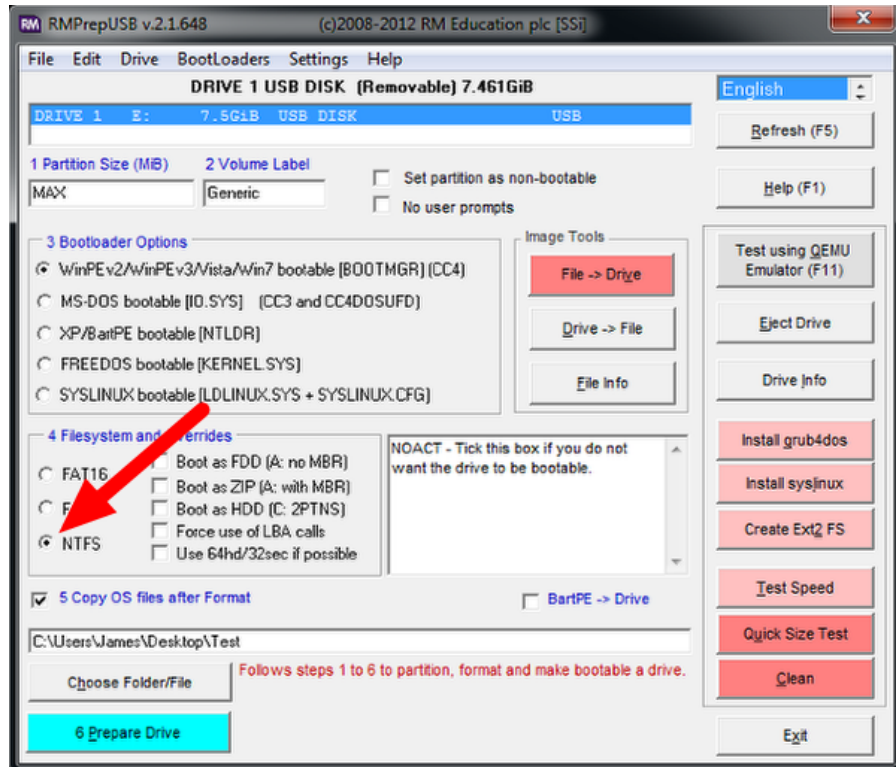 RM RMPrepUSB v.2.1.648 (c)2008-2012 RM Education plc [SSi]
File Edit Drive BootLoaders Settings Help
DRIVE 1 USB DISK (Removable) 7.461GiB
English
DRIVE 1 E: 7.5GiB USB DISK USB
Refresh (F5)
1 Partition Size (MiB) 2 Volume Label
Set partition as non-bootable
MAX Generic
No user prompts
Help (F1)
3 Bootloader Options
WinPEv2/WinPEv3/Vista/Win7 bootable [BOOTMGR] (CC4)
MS-DOS bootable [IO.SYS] (CC3 and CC4DOSUFD)
XP/BartPE bootable [NTLDR]
FREEDOS bootable [KERNEL.SYS]
SYSLINUX bootable [LDLINUX.SYS + SYSLINUX.CFG]
Image Tools
File -> Drive
Drive -> File
File Info
Test using QEMU
Emulator (F11)
Eject Drive
Drive Info
4 Filesystem and
FAT16
F
NTFS
Boot as FDD (A: no MBR)
Boot as ZIP (A: with MBR)
Boot as HDD (C: 2PTNS)
Force use of LBA calls
Use 64hd/32sec if possible
NOACT - Tick this box if you do not
want the drive to be bootable.
Install grub4dos
Install syslinux
Create Ext2 FS
Test Speed
Quick Size Test
Clean
5 Copy OS files after Format
BartPE -> Drive
C:\Users\James\Desktop\Test
Choose Folder/File
Follows steps 1 to 6 to partition, format and make bootable a drive.
6 Prepare Drive
Exit